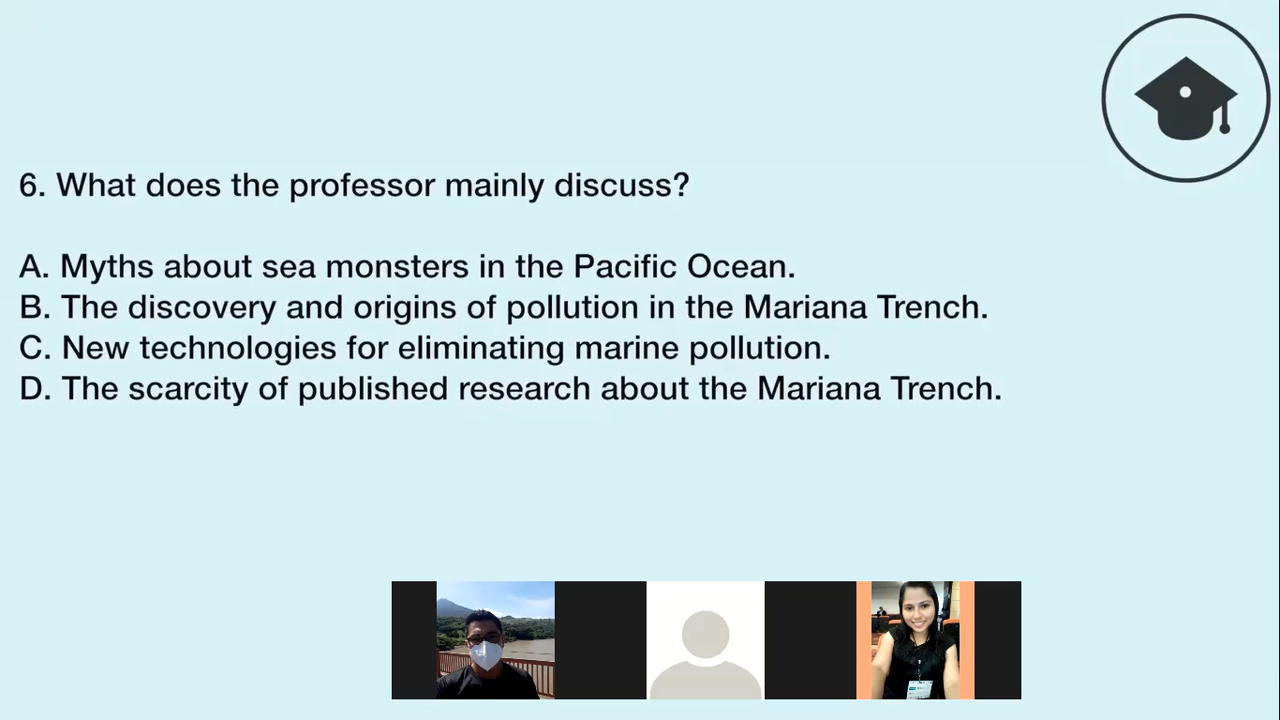 6. What does the professor mainly discuss?
A. Myths about sea monsters in the Pacific Ocean.
B. The discovery and origins of pollution in the Mariana Trench.
C. New technologies for eliminating marine pollution.
D. The scarcity of published research about the Mariana Trench.